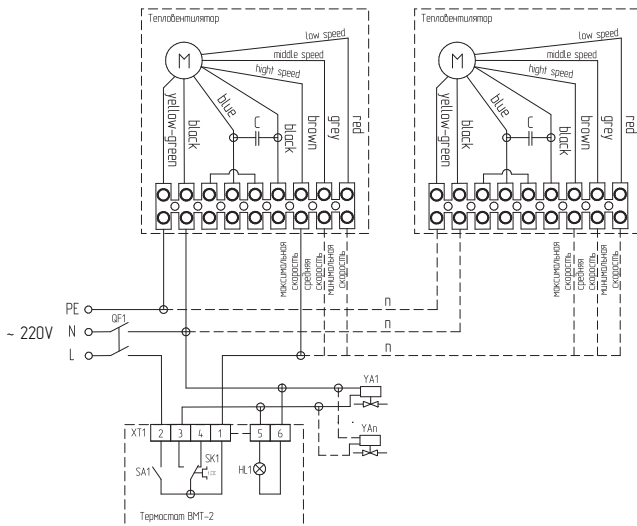 Тепловентилятор
Тепловентилятор
low speed
middle speed
hight speed
low speed
middle speed
hight speed
M
M
yellow-green
black
blue
C
black
brown
grey
red
yellow-green
black
blue
C
black
brown
grey
red
максимальная скорость
средняя скорость
минимальная скорость
максимальная скорость
средняя скорость
минимальная скорость
PE
n
QF1
~ 220V
N
n
L
n
YA1
XT1
2
3
4
1
5
6
YAn
SA1
SK1
HL1
Термостат ВМТ-2